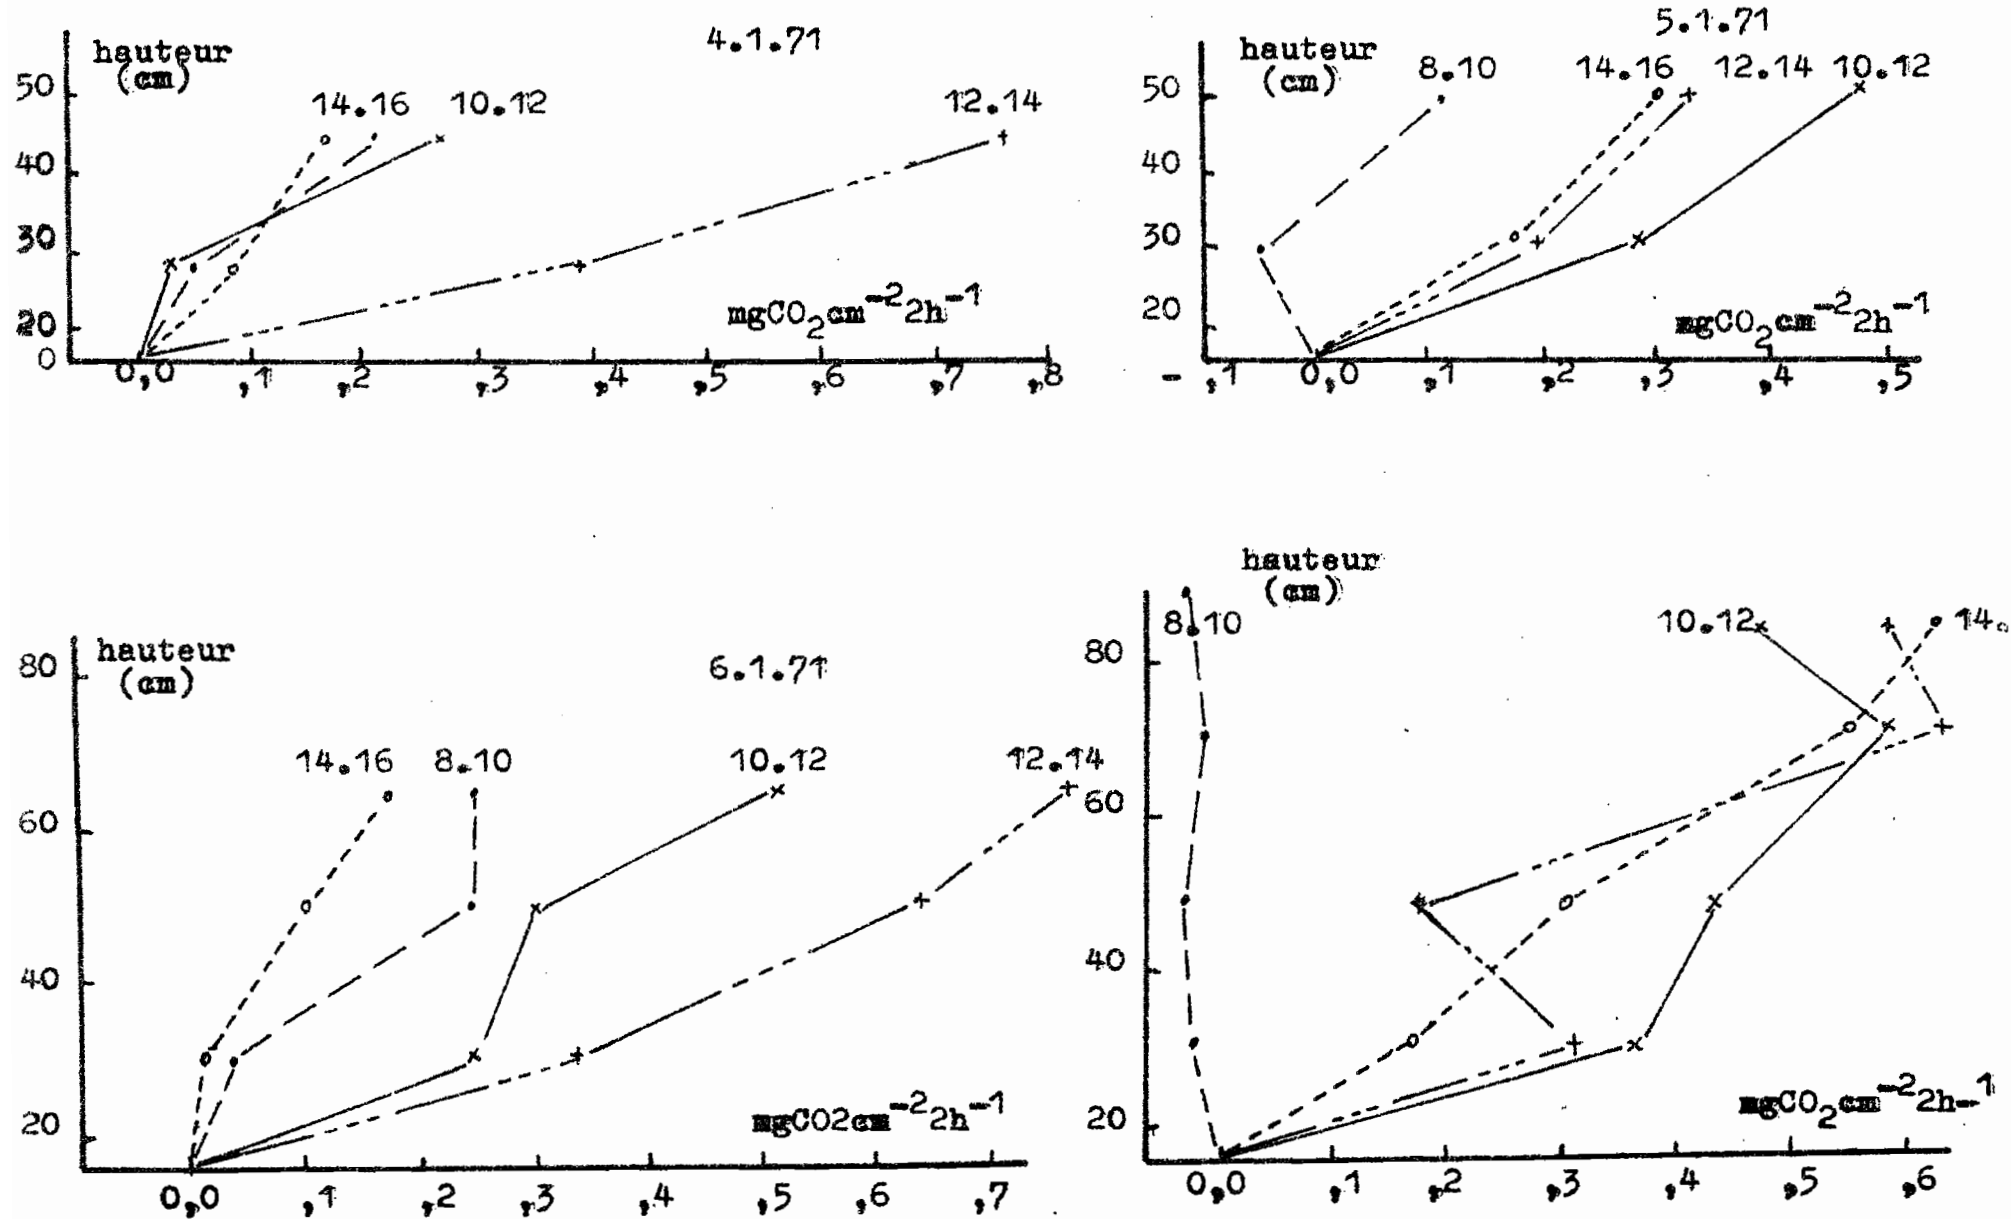 4.1.71
hauteur
(cm)
14.16 10.12 12.14
50
40
30
20
0
mgCO2cm-22h-1
0,0 ,1 ,2 ,3 ,4 ,5 ,6 ,7 ,8
5.1.71
hauteur
(cm)
8.10 14.16 12.14 10.12
50
40
30
20
mgCO2cm-22h-1
- ,1 0,0 ,1 ,2 ,3 ,4 ,5
6.1.71
hauteur
(cm)
80
14.16 8.10 10.12 12.14
60
40
20
mgCO2cm-22h-1
0,0 ,1 ,2 ,3 ,4 ,5 ,6 ,7
hauteur
(cm)
8.10 10.12 14.
80
60
40
20
mgCO2cm-22h-1
0,0 ,1 ,2 ,3 ,4 ,5 ,6